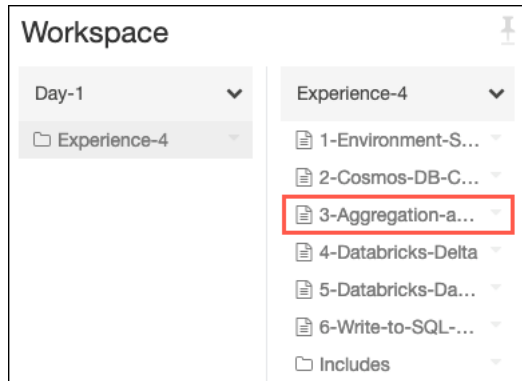 Workspace
Day-1
Experience-4
Experience-4
1-Environment-S...
2-Cosmos-DB-C...
3-Aggregation-a...
4-Databricks-Delta
5-Databricks-Da...
6-Write-to-SQL-...
Includes